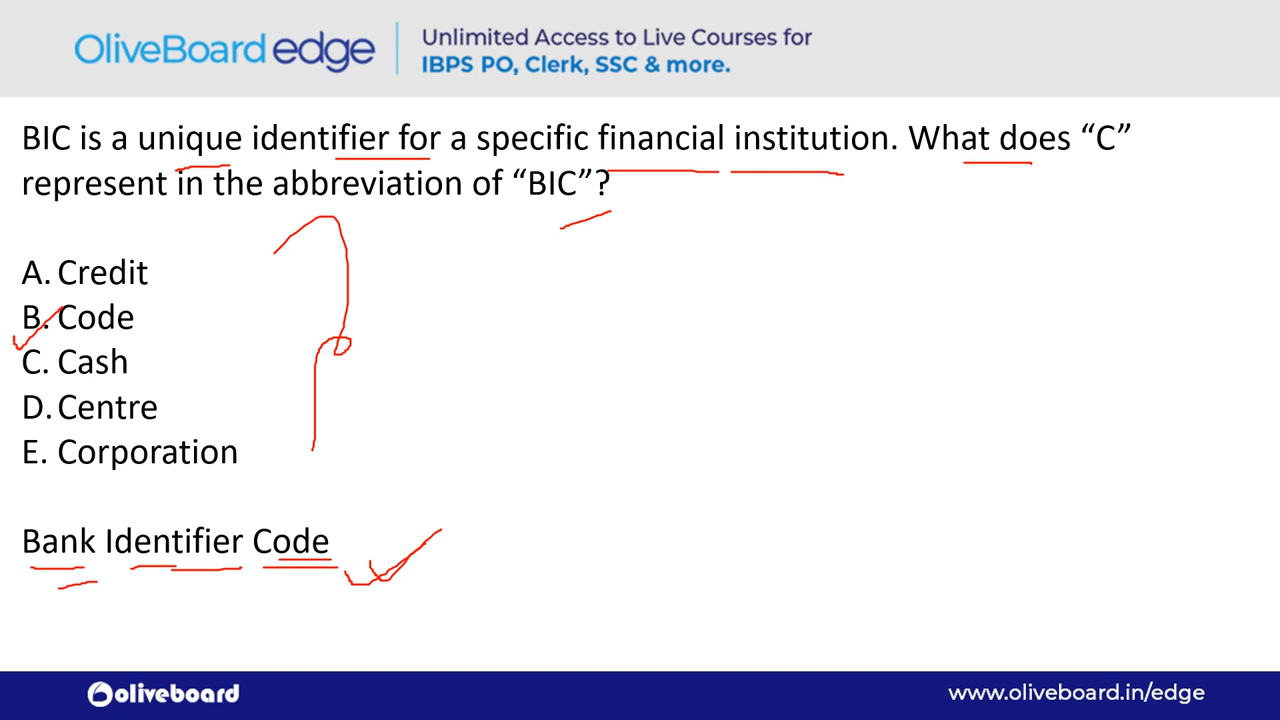 OliveBoard edge
Unlimited Access to Live Courses for
IBPS PO, Clerk, SSC & more.
BIC is a unique identifier for a specific financial institution. What does “C”
represent in the abbreviation of “BIC”?
A. Credit
B. Code
C. Cash
D. Centre
E. Corporation
Bank Identifier Code
oliveboard
www.oliveboard.in/edge